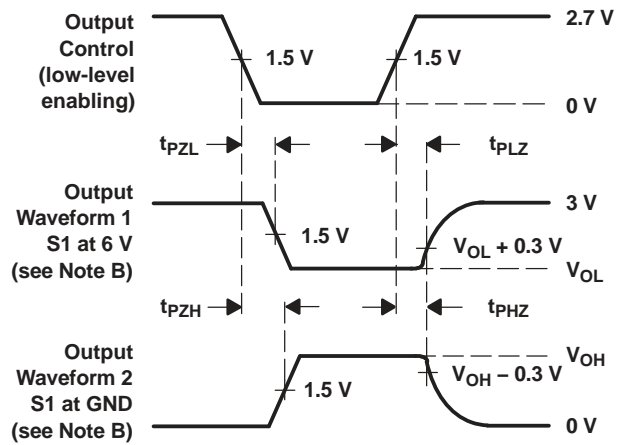 Output
Control
(low-level
enabling)
1.5 V
1.5 V
2.7 V
0 V
tPZL
tPLZ
Output
Waveform 1
S1 at 6 V
(see Note B)
1.5 V
3 V
VOL + 0.3 V
VOL
tPZH
tPHZ
Output
Waveform 2
S1 at GND
(see Note B)
1.5 V
VOH
VOH – 0.3 V
0 V